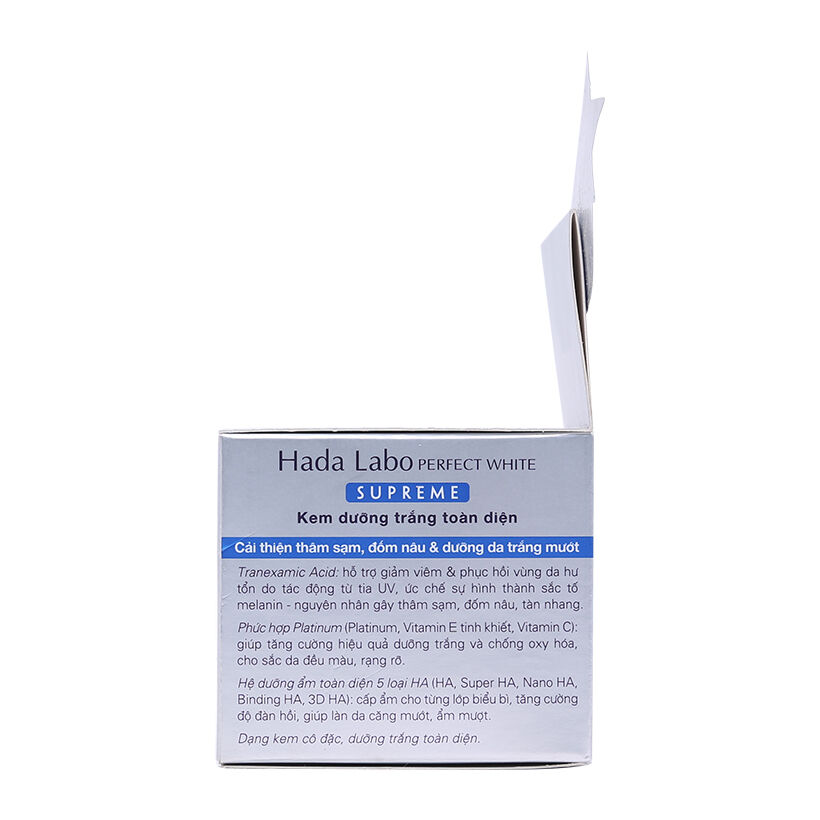 Hada Labo PERFECT WHITE
SUPREME
Kem dưỡng trắng toàn diện
Cải thiện thâm sạm, đốm nâu & dưỡng da trắng mướt
Tranexamic Acid: hỗ trợ giảm viêm & phục hồi vùng da hư
tổn do tác động từ tia UV, ức chế sự hình thành sắc tố
melanin - nguyên nhân gây thâm sạm, đốm nâu, tàn nhang.
Phức hợp Platinum (Platinum, Vitamin E tinh khiết, Vitamin C):
giúp tăng cường hiệu quả dưỡng trắng và chống oxy hóa,
cho sắc da đều màu, rạng rỡ.
Hệ dưỡng ẩm toàn diện 5 loại HA (HA, Super HA, Nano HA,
Binding HA, 3D HA): cấp ẩm cho từng lớp biểu bì, tăng cường
độ đàn hồi, giúp làn da căng mướt, ẩm mượt.
Dạng kem cô đặc, dưỡng trắng toàn diện.